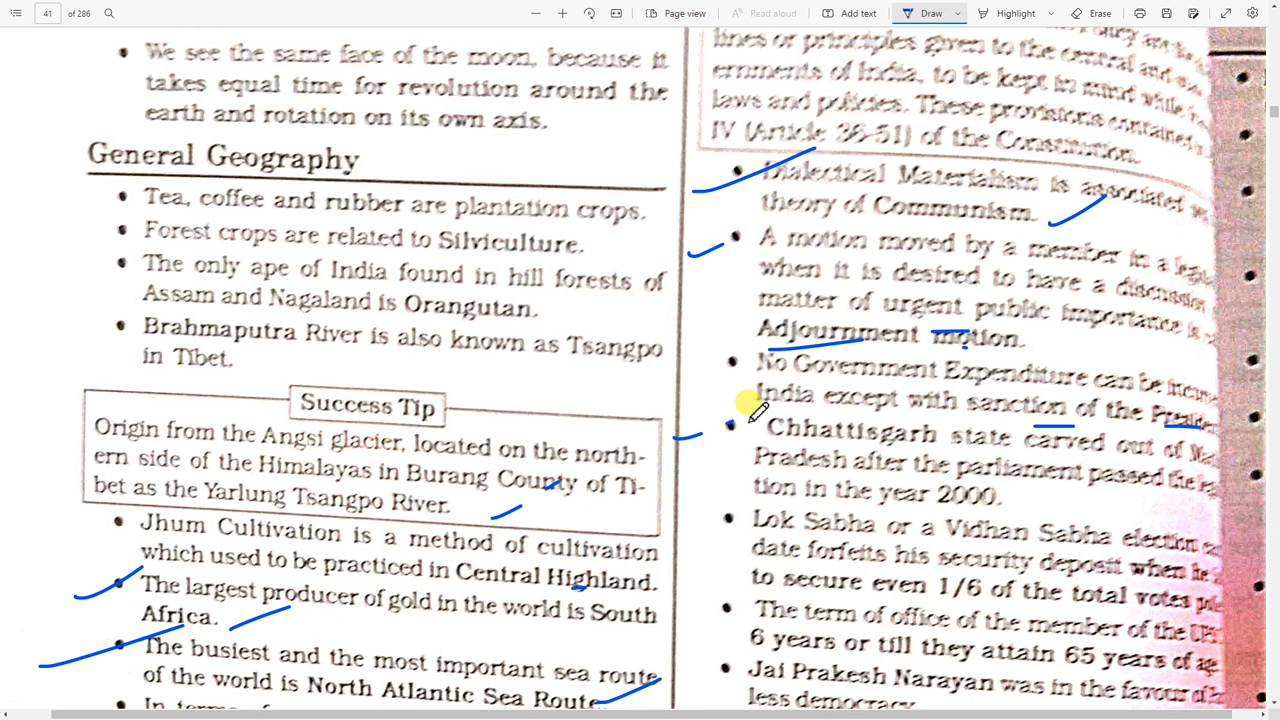 41 of 286
Page view
Read aloud
Add text
Draw
Highlight
Erase
We see the same face of the moon, because it
takes equal time for revolution around the
earth and rotation on its own axis.
General Geography
Tea, coffee and rubber are plantation crops.
Forest crops are related to Silviculture.
The only ape of India found in hill forests of
Assam and Nagaland is Orangutan.
Brahmaputra River is also known as Tsangpo
in Tibet.
Success Tip
Origin from the Angsi glacier, located on the north-
ern side of the Himalayas in Burang County of Ti-
bet as the Yarlung Tsangpo River.
Jhum Cultivation is a method of cultivation
which used to be practiced in Central Highland.
The largest producer of gold in the world is South
Africa.
The busiest and the most important sea route
of the world is North Atlantic Sea Route.
In terms of
lines or principles given to the central and
ernments of India, to be kept in mind while
laws and policies. These provisions contained
IV (Article 36-51) of the Constitution.
Dialectical Materialism is associated
theory of Communism.
A motion moved by a member in a
when it is desired to have a discussion
matter of urgent public importance is
Adjournment motion.
No Government Expenditure can be
India except with sanction of the
Chhattisgarh state carved out of
Pradesh after the parliament passed the
tion in the year 2000.
Lok Sabha or a Vidhan Sabha election
date forfeits his security deposit when he
to secure even 1/6 of the total votes
The term of office of the member of the
6 years or till they attain 65 years of age
Jai Prakesh Narayan was in the favour of
less democracy